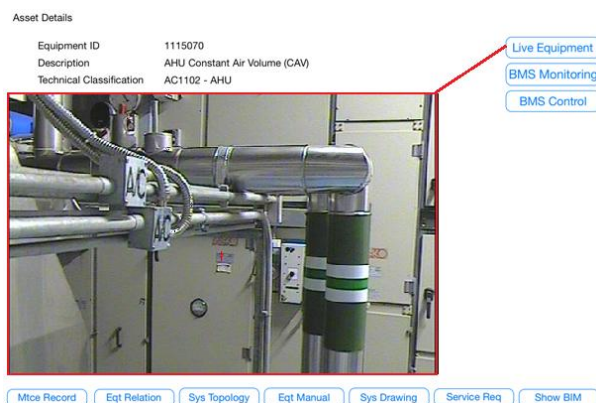 Asset Details
Equipment ID 1115070
Description AHU Constant Air Volume (CAV)
Technical Classification AC1102 - AHU
Live Equipment
BMS Monitoring
BMS Control
AC
AC
Mtce Record Eqt Relation Sys Topology Eqt Manual Sys Drawing Service Req Show BIM